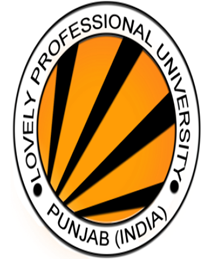 LOVELY PROFESSIONAL UNIVERSITY
PUNJAB (INDIA)